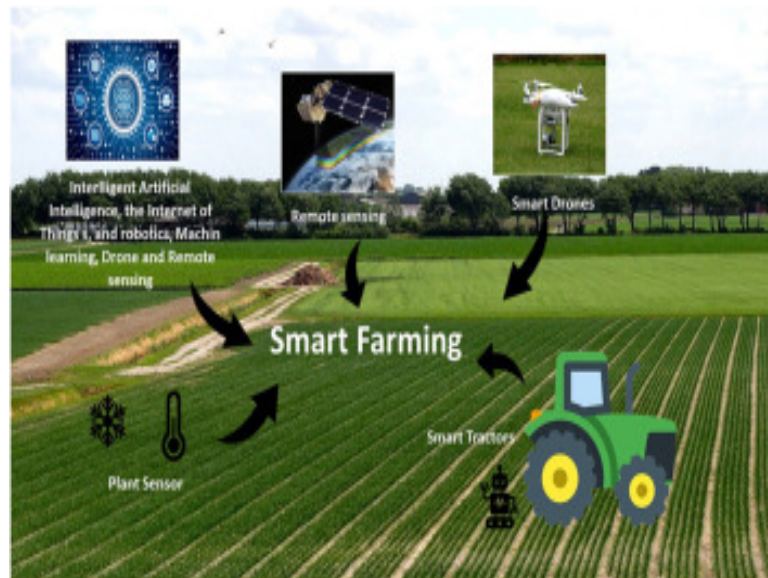 Interlligent Artificial
Intelligence, the Internet of
Things s, and robotics, Machin
learning, Drone and Remote
sensing
Remote sensing
Smart Drones
Smart Farming
Smart Tractors
Plant Sensor